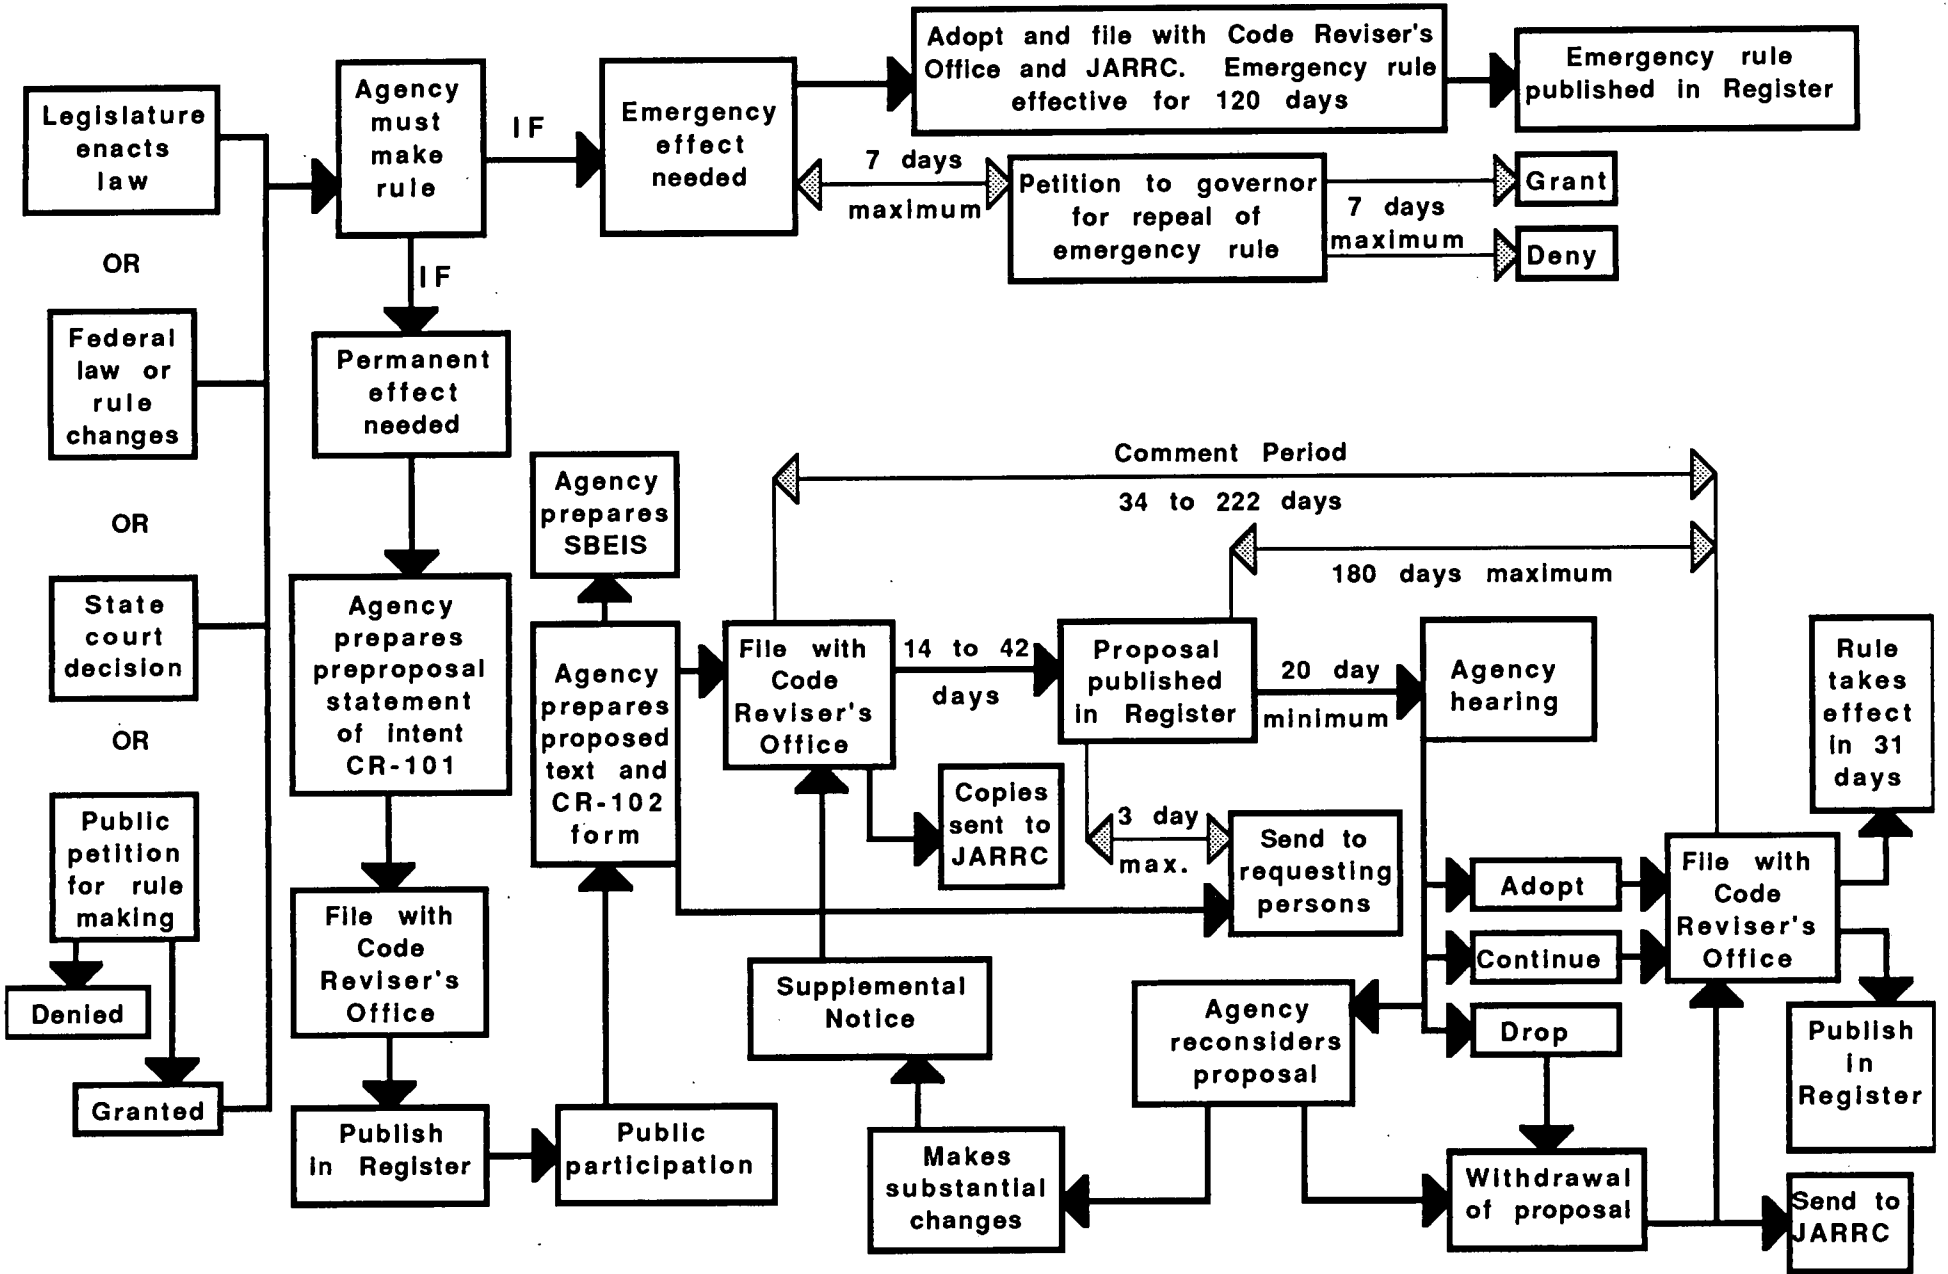 Legislature
enacts
law
OR
Federal
law or
rule
changes
OR
State
court
decision
OR
Public
petition
for rule
making
Denied
Granted
Agency
must
make
rule
IF
IF
Emergency
effect
needed
Adopt and file with Code Reviser's
Office and JARRC. Emergency rule
effective for 120 days
Emergency rule
published in Register
7 days
maximum
Petition to governor
for repeal of
emergency rule
7 days
maximum
Grant
Deny
Permanent
effect
needed
Agency
prepares
preproposal
statement
of intent
CR-101
File with
Code
Reviser's
Office
Publish
in Register
Public
participation
Agency
prepares
SBEIS
Agency
prepares
proposed
text and
CR-102
form
File with
Code
Reviser's
Office
14 to 42
days
Copies
sent to
JARRC
Comment Period
34 to 222 days
180 days maximum
Proposal
published
in Register
20 day
minimum
Agency
hearing
3 day
max.
Send to
requesting
persons
Supplemental
Notice
Makes
substantial
changes
Agency
reconsiders
proposal
Adopt
Continue
Drop
Withdrawal
of proposal
File with
Code
Reviser's
Office
Rule
takes
effect
in 31
days
Publish
in
Register
Send to
JARRC